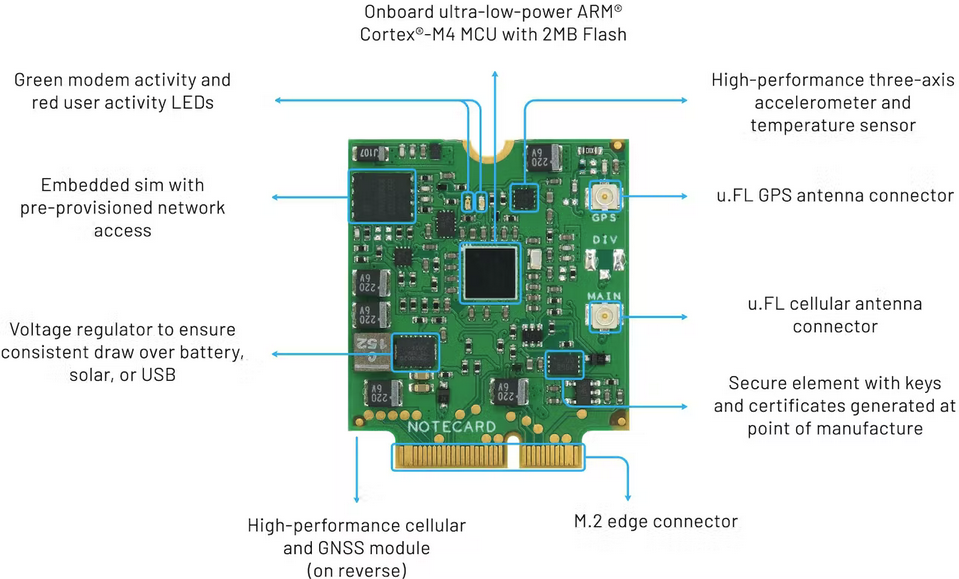 Onboard ultra-low-power ARM®
Cortex®-M4 MCU with 2MB Flash
Green modem activity and
red user activity LEDs
High-performance three-axis
accelerometer and
temperature sensor
Embedded sim with
pre-provisioned network
access
u.FL GPS antenna connector
u.FL cellular antenna
connector
Voltage regulator to ensure
consistent draw over battery,
solar, or USB
Secure element with keys
and certificates generated at
point of manufacture
J107
220
6V
GPS
DIV
MAIN
220
6V
220
6V
152
220
6V
220
6V
NOTECARD
High-performance cellular
and GNSS module
(on reverse)
M.2 edge connector